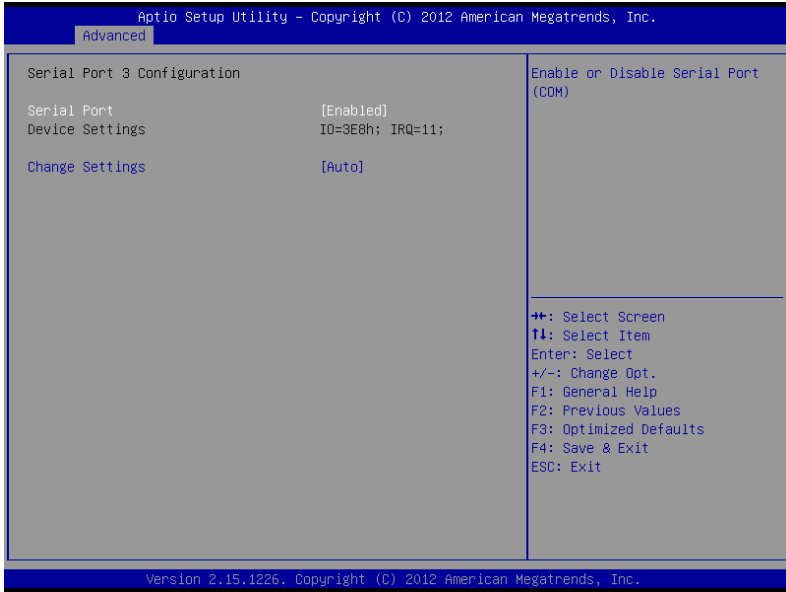 Aptio Setup Utility – Copyright (C) 2012 American Megatrends, Inc.
Advanced
Serial Port 3 Configuration
Serial Port [Enabled]
Device Settings IO=3E8h; IRQ=11;
Change Settings [Auto]
Enable or Disable Serial Port
(COM)
→←: Select Screen
↑↓: Select Item
Enter: Select
+/-: Change Opt.
F1: General Help
F2: Previous Values
F3: Optimized Defaults
F4: Save & Exit
ESC: Exit
Version 2.15.1226. Copyright (C) 2012 American Megatrends, Inc.